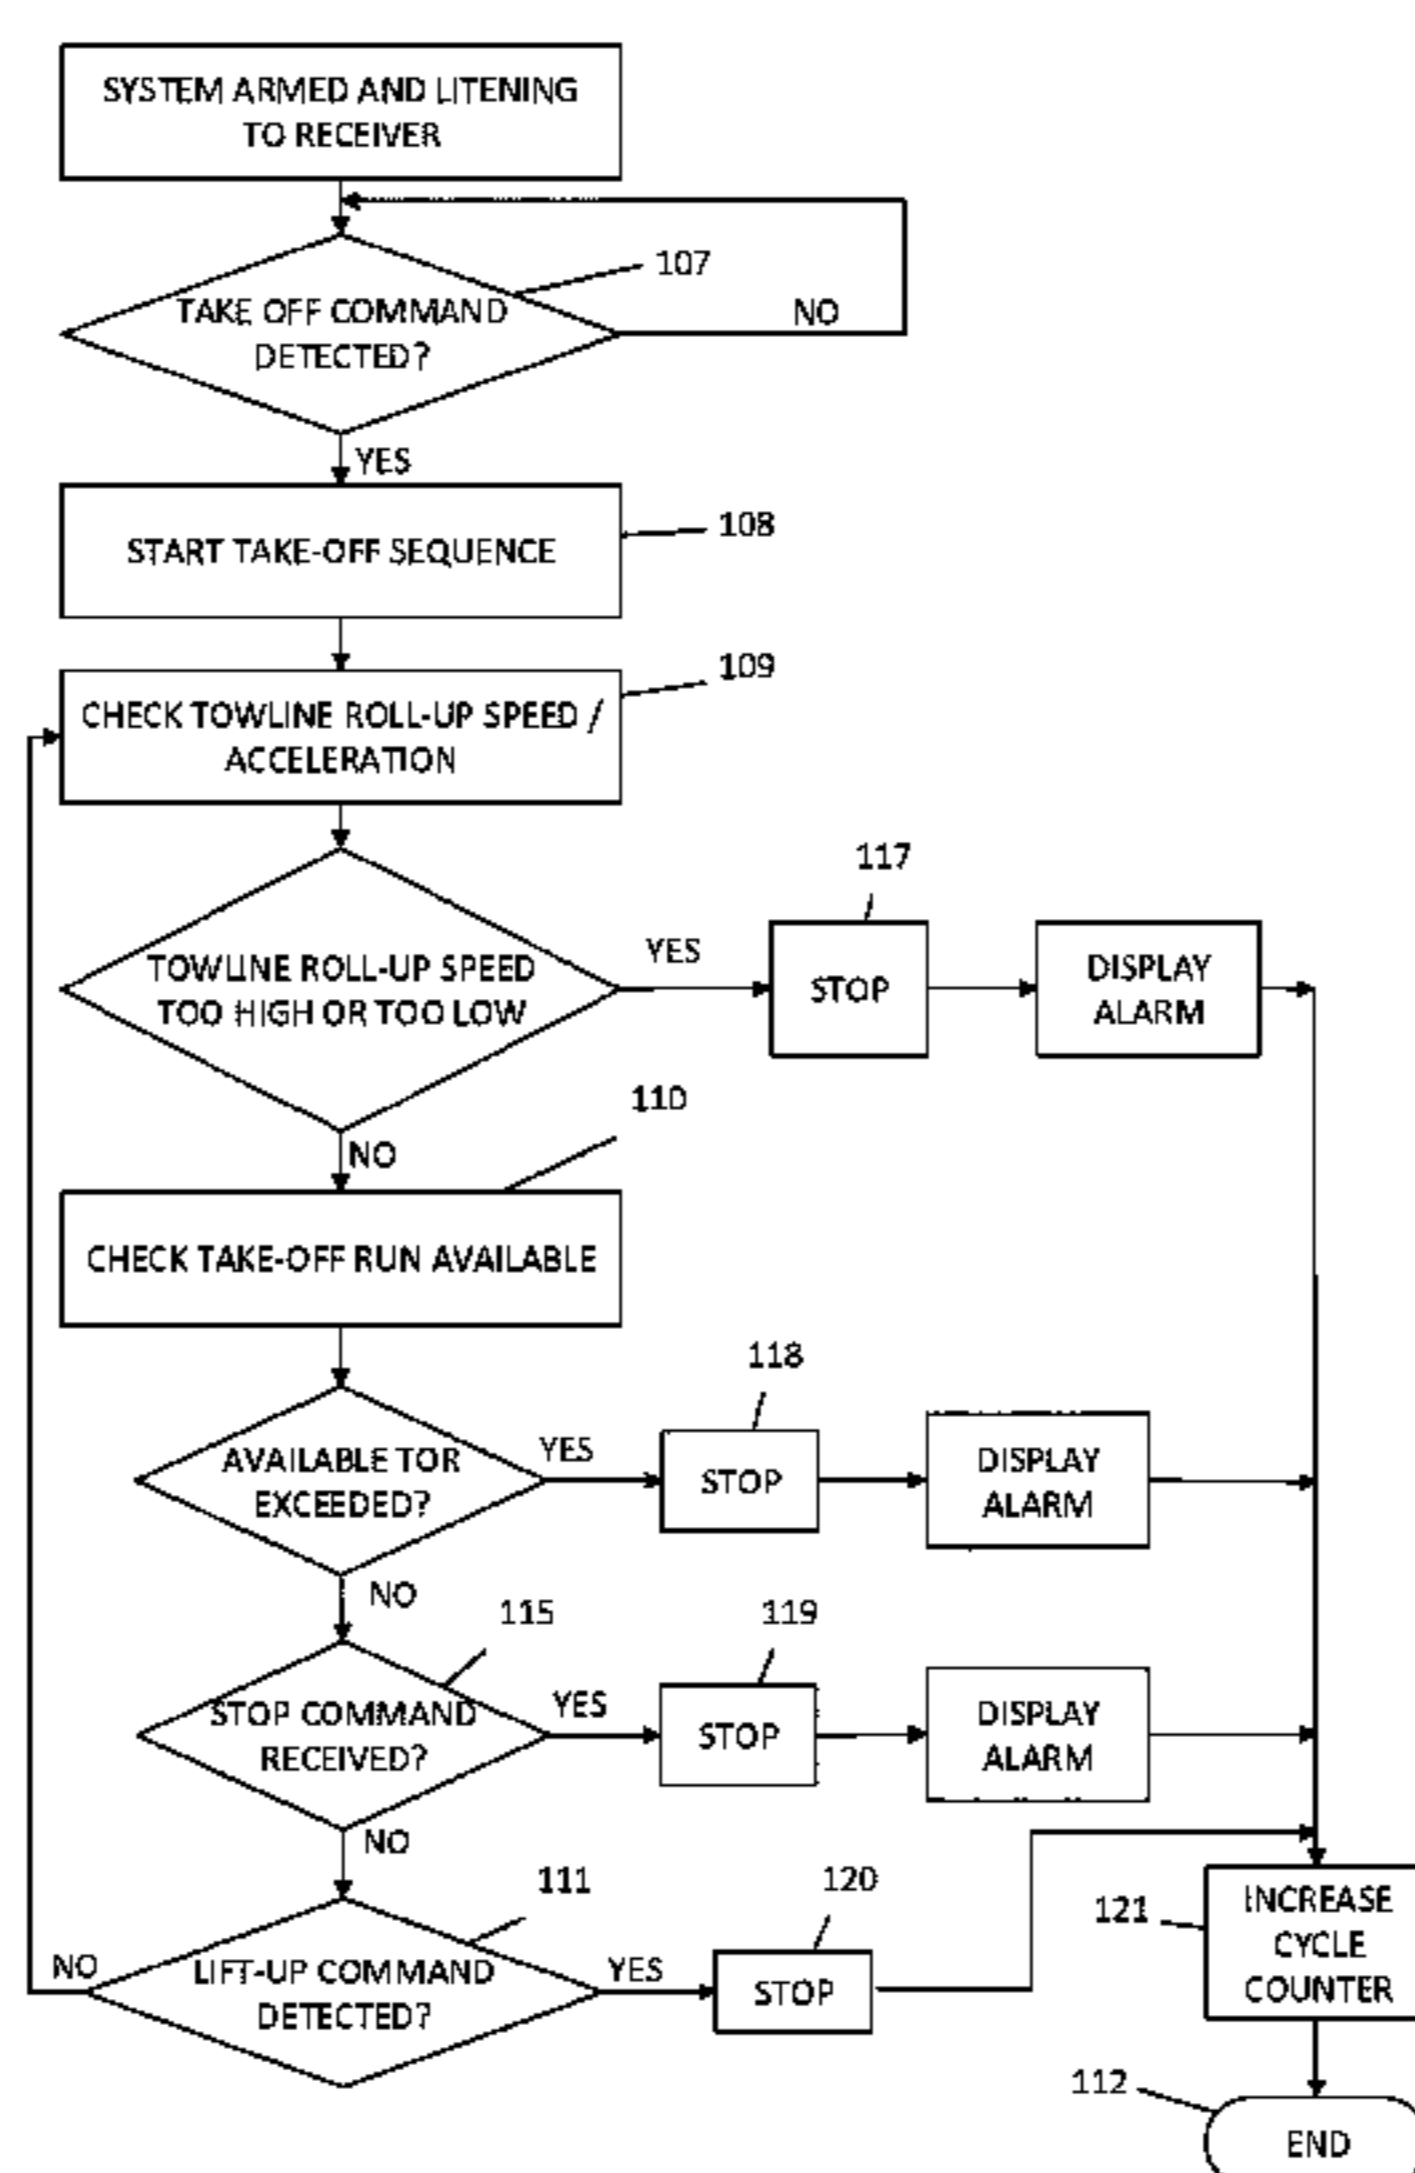 SYSTEM ARMED AND LITENING
TO RECEIVER
107
TAKE OFF COMMAND
DETECTED?
NO
YES
108
START TAKE-OFF SEQUENCE
109
CHECK TOWLINE ROLL-UP SPEED /
ACCELERATION
117
TOWLINE ROLL-UP SPEED
TOO HIGH OR TOO LOW
YES
STOP
DISPLAY
ALARM
110
NO
CHECK TAKE-OFF RUN AVAILABLE
118
AVAILABLE TOR
EXCEEDED?
YES
STOP
DISPLAY
ALARM
NO
115
119
STOP COMMAND
RECEIVED?
YES
STOP
DISPLAY
ALARM
NO
111
120
NO
LIFT-UP COMMAND
DETECTED?
YES
STOP
121
INCREASE
CYCLE
COUNTER
112
END